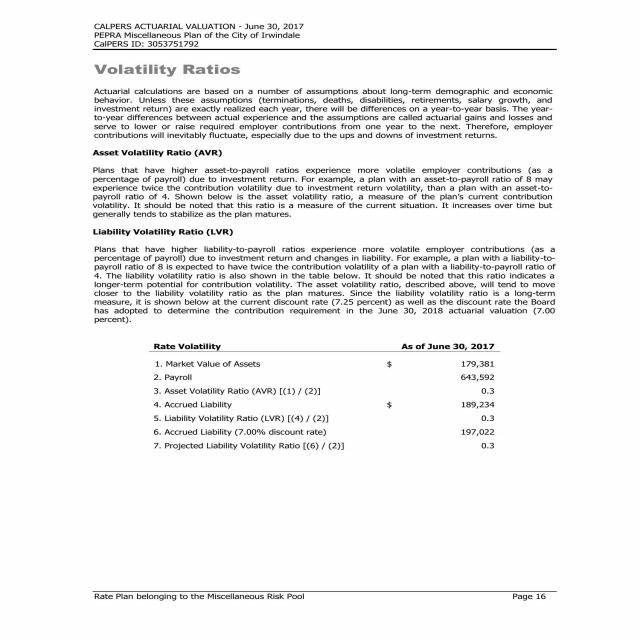 CALPERS ACTUARIAL VALUATION - June 30, 2017
PEPRA Miscellaneous Plan of the City of Irwindale
CalPERS ID: 3053751792
Volatility Ratios
Actuarial calculations are based on a number of assumptions about long-term demographic and economic
behavior. Unless these assumptions (terminations, deaths, disabilities, retirements, salary growth, and
investment return) are exactly realized each year, there will be differences on a year-to-year basis. The year-
to-year differences between actual experience and the assumptions are called actuarial gains and losses and
serve to lower or raise required employer contributions from one year to the next. Therefore, employer
contributions will inevitably fluctuate, especially due to the ups and downs of investment returns.
Asset Volatility Ratio (AVR)
Plans that have higher asset-to-payroll ratios experience more volatile employer contributions (as a
percentage of payroll) due to investment return. For example, a plan with an asset-to-payroll ratio of 8 may
experience twice the contribution volatility due to investment return volatility, than a plan with an asset-to-
payroll ratio of 4. Shown below is the asset volatility ratio, a measure of the plan's current contribution
volatility. It should be noted that this ratio is a measure of the current situation. It increases over time but
generally tends to stabilize as the plan matures.
Liability Volatility Ratio (LVR)
Plans that have higher liability-to-payroll ratios experience more volatile employer contributions (as a
percentage of payroll) due to investment return and changes in liability. For example, a plan with a liability-to-
payroll ratio of 8 is expected to have twice the contribution volatility of a plan with a liability-to-payroll ratio of
4. The liability volatility ratio is also shown in the table below. It should be noted that this ratio indicates a
longer-term potential for contribution volatility. The asset volatility ratio, described above, will tend to move
closer to the liability volatility ratio as the plan matures. Since the liability volatility ratio is a long-term
measure, it is shown below at the current discount rate (7.25 percent) as well as the discount rate the Board
has adopted to determine the contribution requirement in the June 30, 2018 actuarial valuation (7.00
percent).
Rate Volatility As of June 30, 2017
1. Market Value of Assets $ 179,381
2. Payroll 643,592
3. Asset Volatility Ratio (AVR) [(1) / (2)] 0.3
4. Accrued Liability $ 189,234
5. Liability Volatility Ratio (LVR) [(4) / (2)] 0.3
6. Accrued Liability (7.00% discount rate) 197,022
7. Projected Liability Volatility Ratio [(6) / (2)] 0.3
Rate Plan belonging to the Miscellaneous Risk Pool Page 16